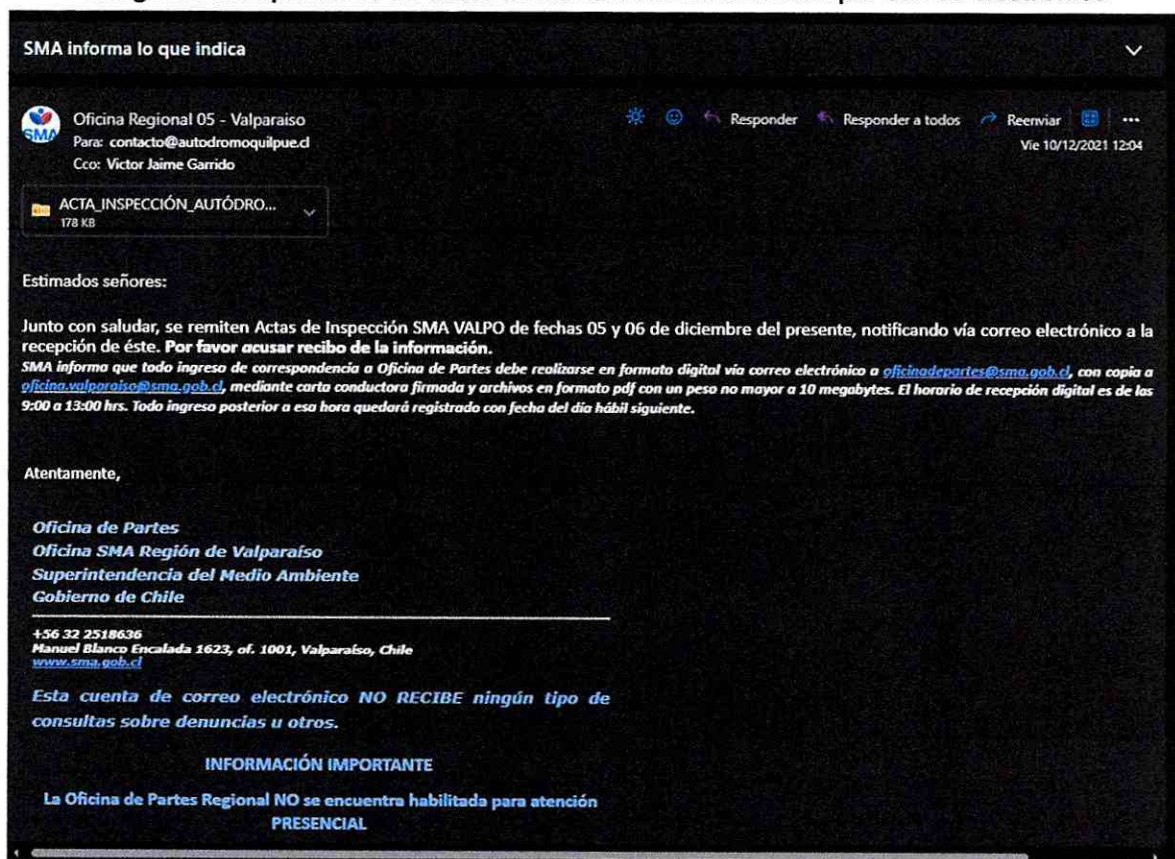 SMA informa lo que indica
SMA
Oficina Regional 05 - Valparaiso
Para: contacto@autodromoquilpue.cl
Cco: Victor Jaime Garrido
Responder
Responder a todos
Reenviar
Vie 10/12/2021 12:04
ACTA_INSPECCIÓN_AUTÓDRO...
178 KB
Estimados señores:
Junto con saludar, se remiten Actas de Inspección SMA VALPO de fechas 05 y 06 de diciembre del presente, notificando vía correo electrónico a la
recepción de éste. Por favor acusar recibo de la información.
SMA informa que todo ingreso de correspondencia a Oficina de Partes debe realizarse en formato digital vía correo electrónico a oficinadepartes@sma.gob.cl, con copia a
oficina.valparaiso@sma.gob.cl, mediante carta conductora firmada y archivos en formato pdf con un peso no mayor a 10 megabytes. El horario de recepción digital es de las
9:00 a 13:00 hrs. Todo ingreso posterior a esa hora quedará registrado con fecha del día hábil siguiente.
Atentamente,
Oficina de Partes
Oficina SMA Región de Valparaíso
Superintendencia del Medio Ambiente
Gobierno de Chile
+56 32 2518636
Manuel Blanco Encalada 1623, of. 1001, Valparaíso, Chile
www.sma.gob.cl
Esta cuenta de correo electrónico NO RECIBE ningún tipo de
consultas sobre denuncias u otros.
INFORMACIÓN IMPORTANTE
La Oficina de Partes Regional NO se encuentra habilitada para atención
PRESENCIAL